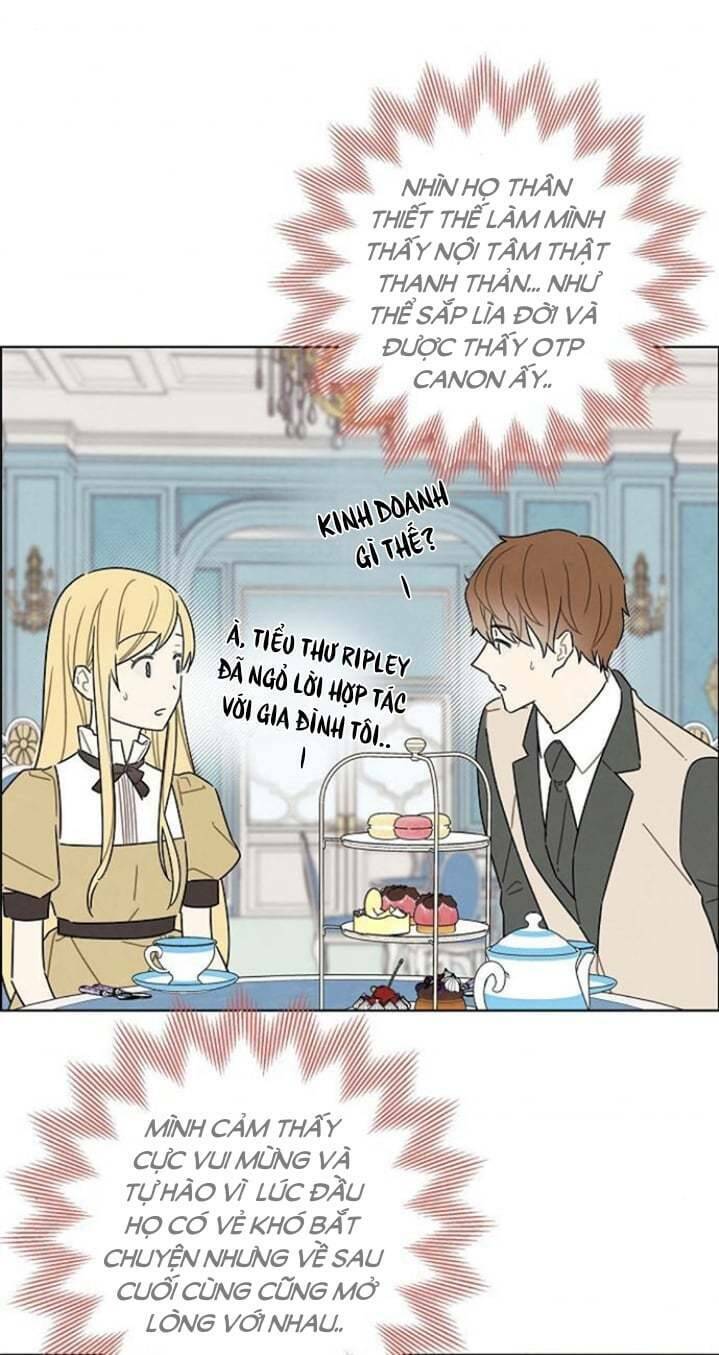 NHÌN HỌ THÂN
THIẾT THẾ LÀM MÌNH
THẤY NỘI TÂM THẬT
THANH THẢN... NHƯ
THỂ SẮP LÌA ĐỜI VÀ
ĐƯỢC THẤY OTP
CANON ẤY..
KINH DOANH
GÌ THẾ?
À, TIỂU THƯ RIPLEY
ĐÃ NGỎ LỜI HỢP TÁC
VỚI GIA ĐÌNH TÔI..
MÌNH CẢM THẤY
CỰC VUI MỪNG VÀ
TỰ HÀO VÌ LÚC ĐẦU
HỌ CÓ VẺ KHÓ BẮT
CHUYỆN NHƯNG VỀ SAU
CUỐI CÙNG CŨNG MỞ
LÒNG VỚI NHAU..